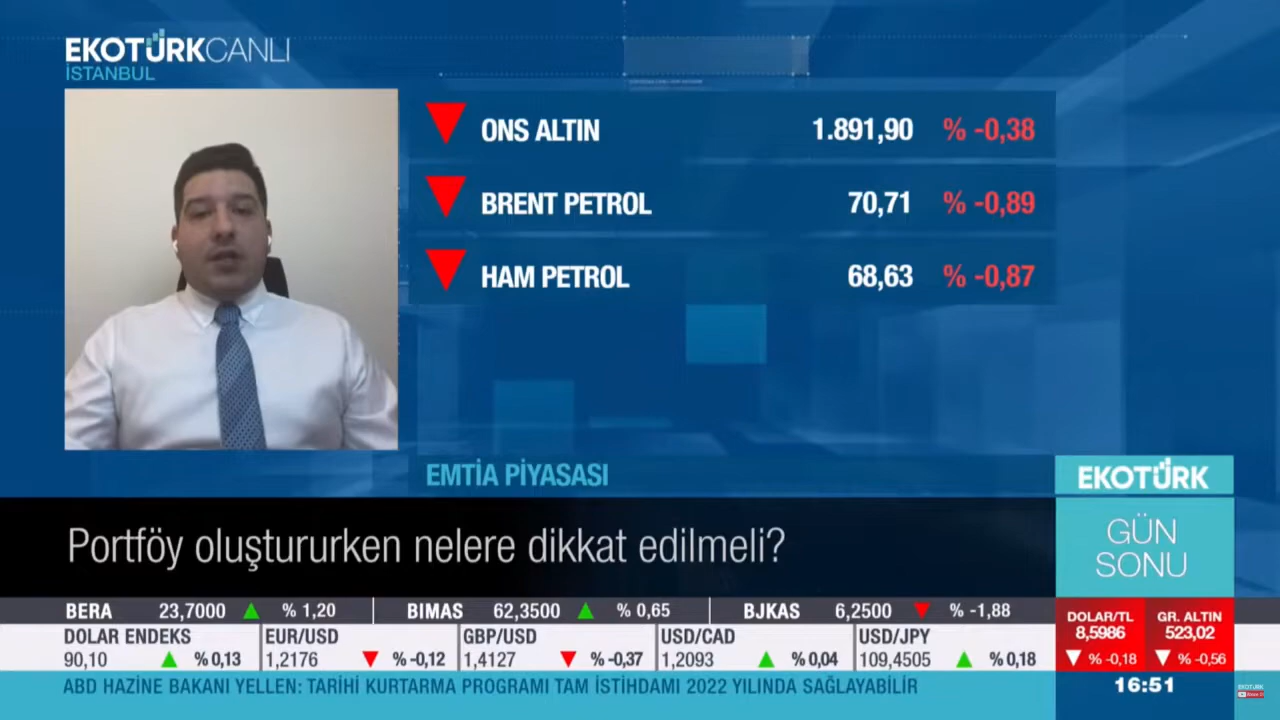 EKOTÜRKCANLI
İSTANBUL
ONS ALTIN 1.891,90 % -0,38
BRENT PETROL 70,71 % -0,89
HAM PETROL 68,63 % -0,87
EMTİA PİYASASI
EKOTÜRK
Portföy oluştururken nelere dikkat edilmeli?
GÜN
SONU
BERA 23,7000 % 1,20 BIMAS 62,3500 % 0,65 BJKAS 6,2500 % -1,88
DOLAR ENDEKS EUR/USD GBP/USD USD/CAD USD/JPY
90,10 % 0,13 1,2176 % -0,12 1,4127 % -0,37 1,2093 % 0,04 109,4505 % 0,18
DOLAR/TL GR. ALTIN
8,5986 523,02
% -0,18 % -0,56
ABD HAZİNE BAKANI YELLEN: TARİHİ KURTARMA PROGRAMI TAM İSTİHDAMI 2022 YILINDA SAĞLAYABİLİR
16:51
EKOTÜRK